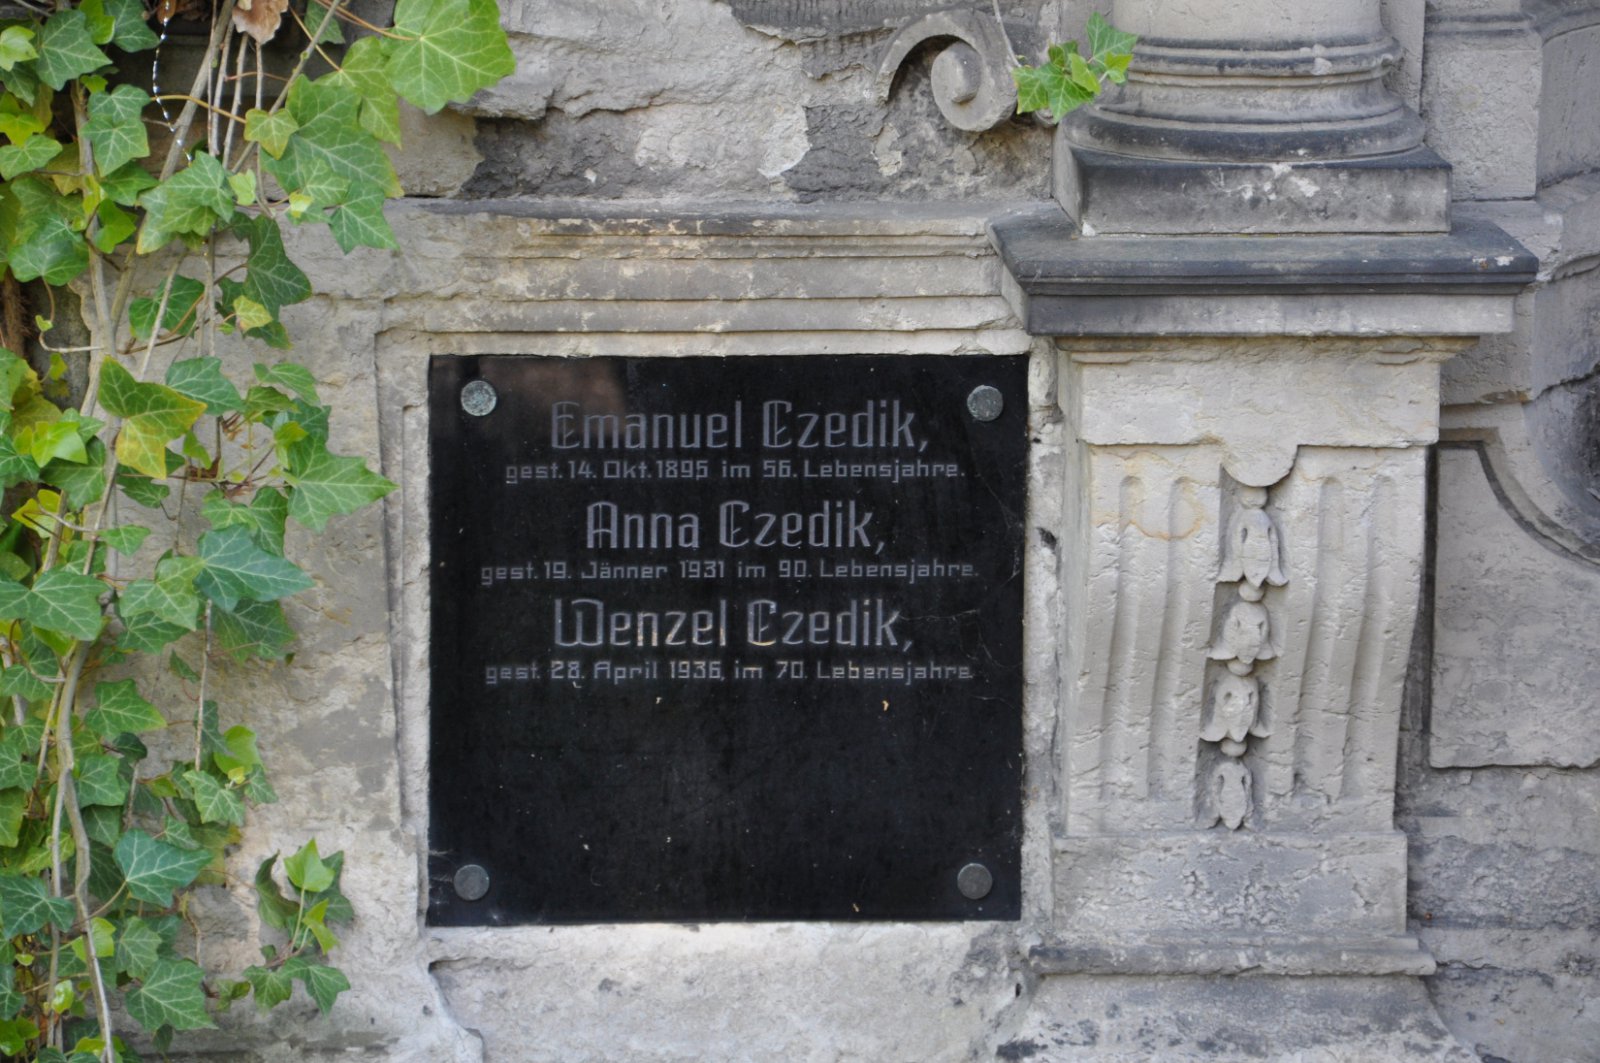 Emanuel Czedik,
gest. 14. Okt. 1895 im 56. Lebensjahre.
Anna Czedik,
gest. 19. Jänner 1931 im 90. Lebensjahre.
Wenzel Czedik,
gest. 28. April 1936, im 70. Lebensjahre.